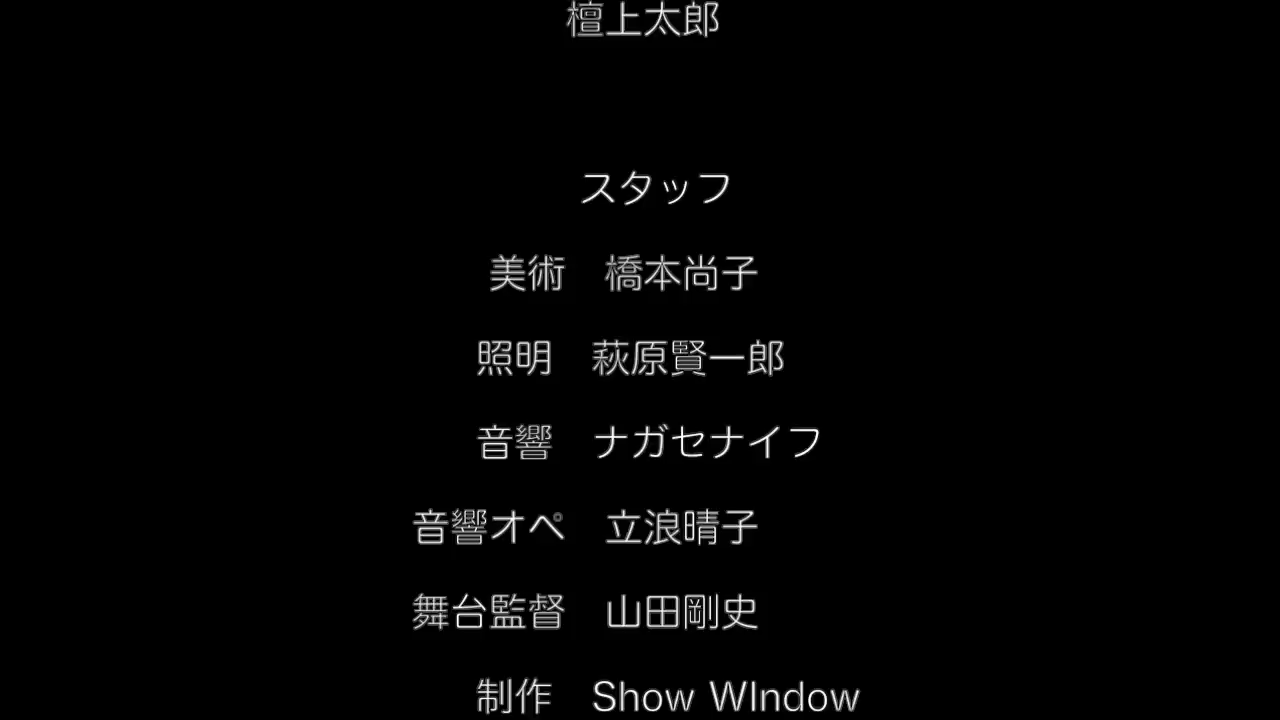 檀上太郎
スタッフ
美術　橋本尚子
照明　萩原賢一郎
音響　ナガセナイフ
音響オペ　立浪晴子
舞台監督　山田剛史
制作　Show WIndow